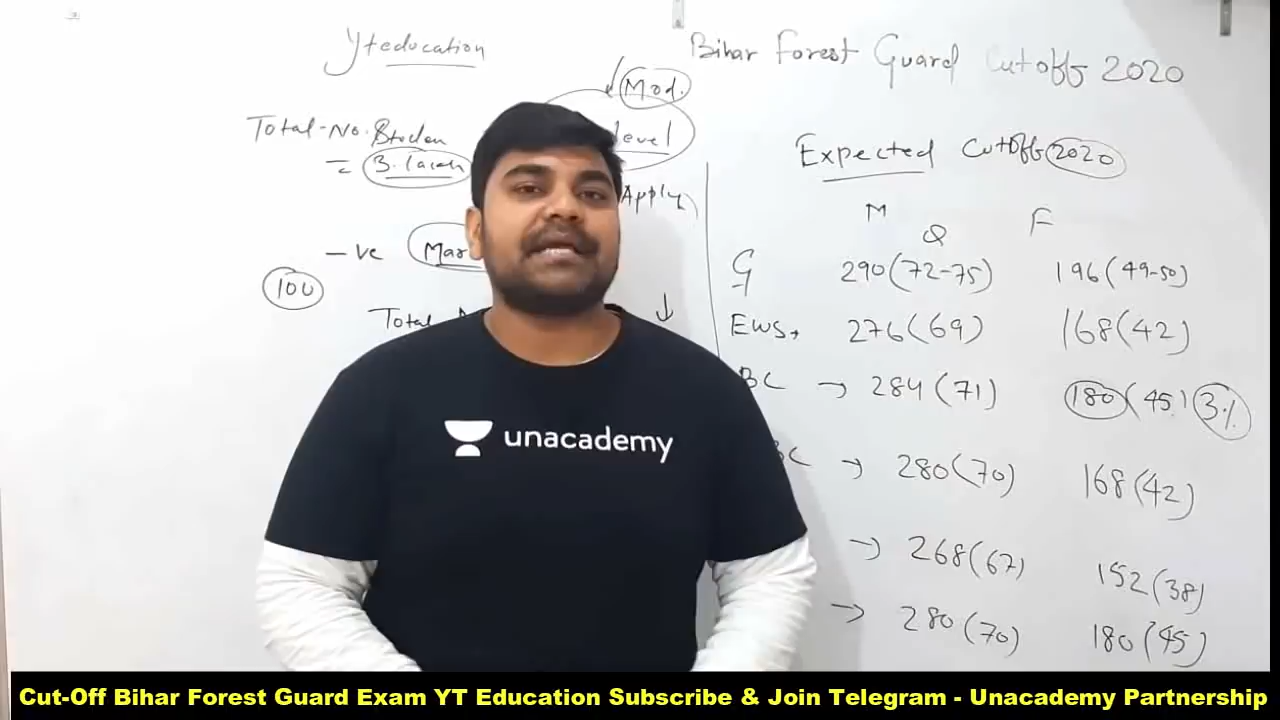 Yteducation
Bihar Forest Guard Cutoff 2020
Mod.
Total-No.
level
= 3.
Apply
Expected Cutoff 2020
M F
Q
-ve Mar
100
Total
G 290(72-75) 196(49-50)
EWS → 276(69) 168(42)
BC → 284(71) 180(45) 3%
BC → 280(70) 168(42)
→ 268(67) 152(38)
→ 280(70) 180(45)
unacademy
Cut-Off Bihar Forest Guard Exam YT Education Subscribe & Join Telegram - Unacademy Partnership